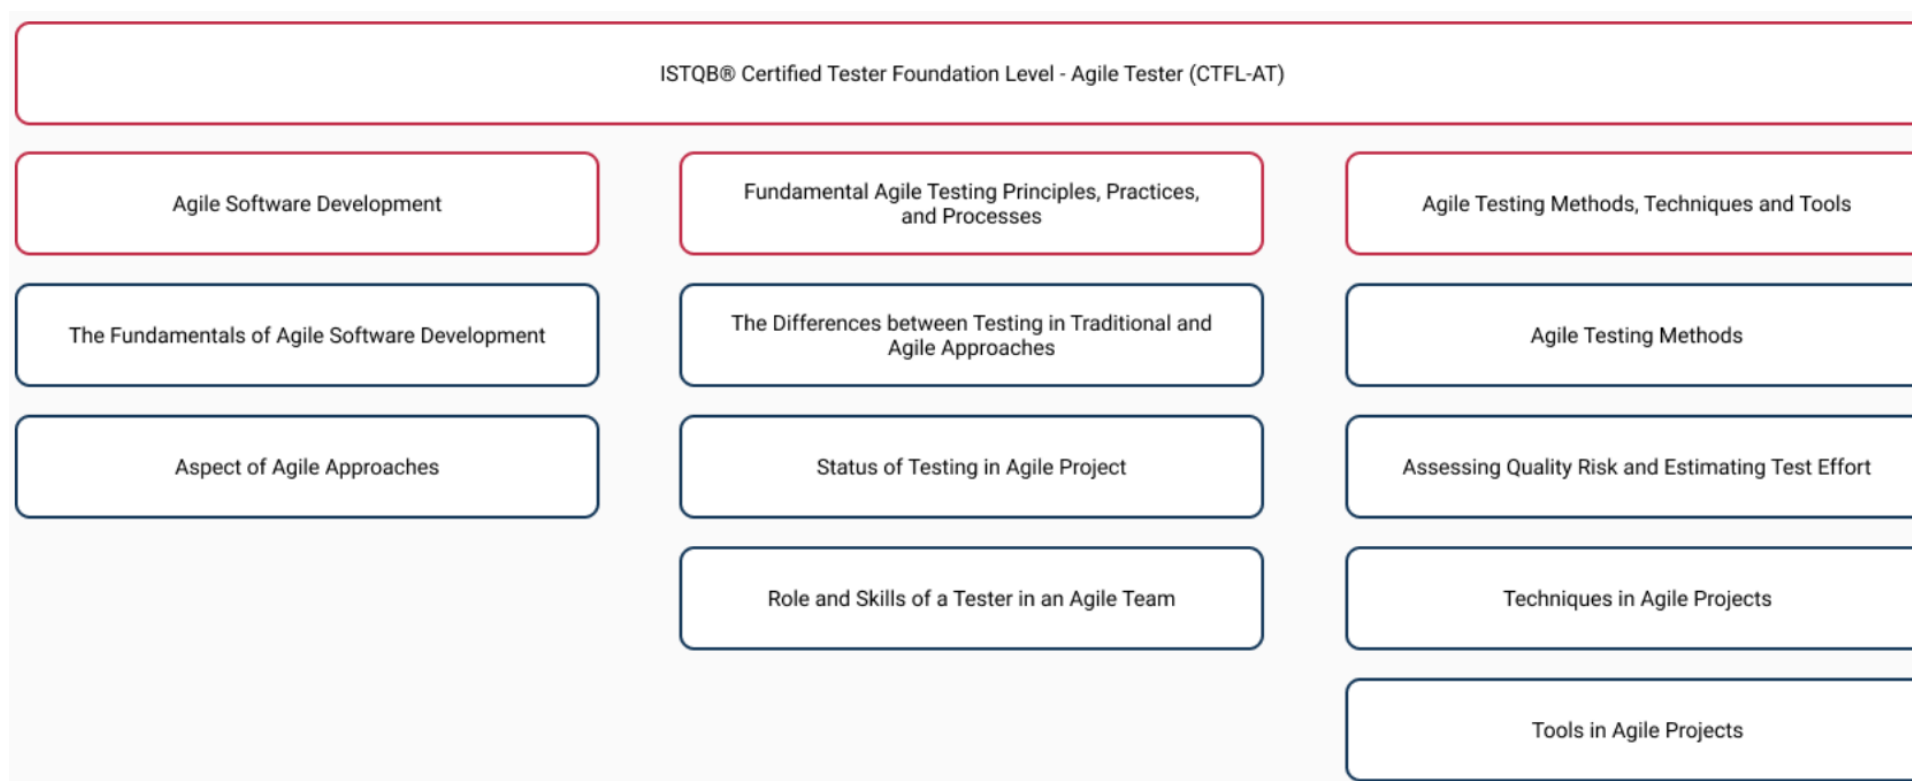 ISTQB® Certified Tester Foundation Level - Agile Tester (CTFL-AT)
Agile Software Development
Fundamental Agile Testing Principles, Practices,
and Processes
Agile Testing Methods, Techniques and Tools
The Fundamentals of Agile Software Development
The Differences between Testing in Traditional and
Agile Approaches
Agile Testing Methods
Aspect of Agile Approaches
Status of Testing in Agile Project
Assessing Quality Risk and Estimating Test Effort
Role and Skills of a Tester in an Agile Team
Techniques in Agile Projects
Tools in Agile Projects